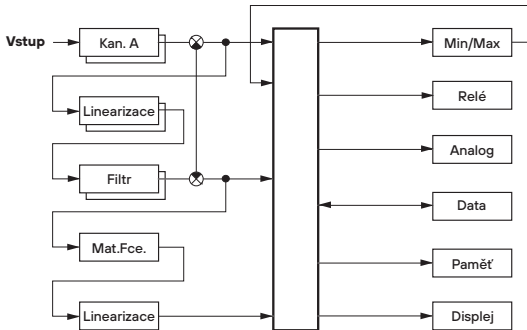 Vstup
Kan. A
Linearizace
Filtr
Mat.Fce.
Linearizace
Min/Max
Relé
Analog
Data
Paměť
Displej